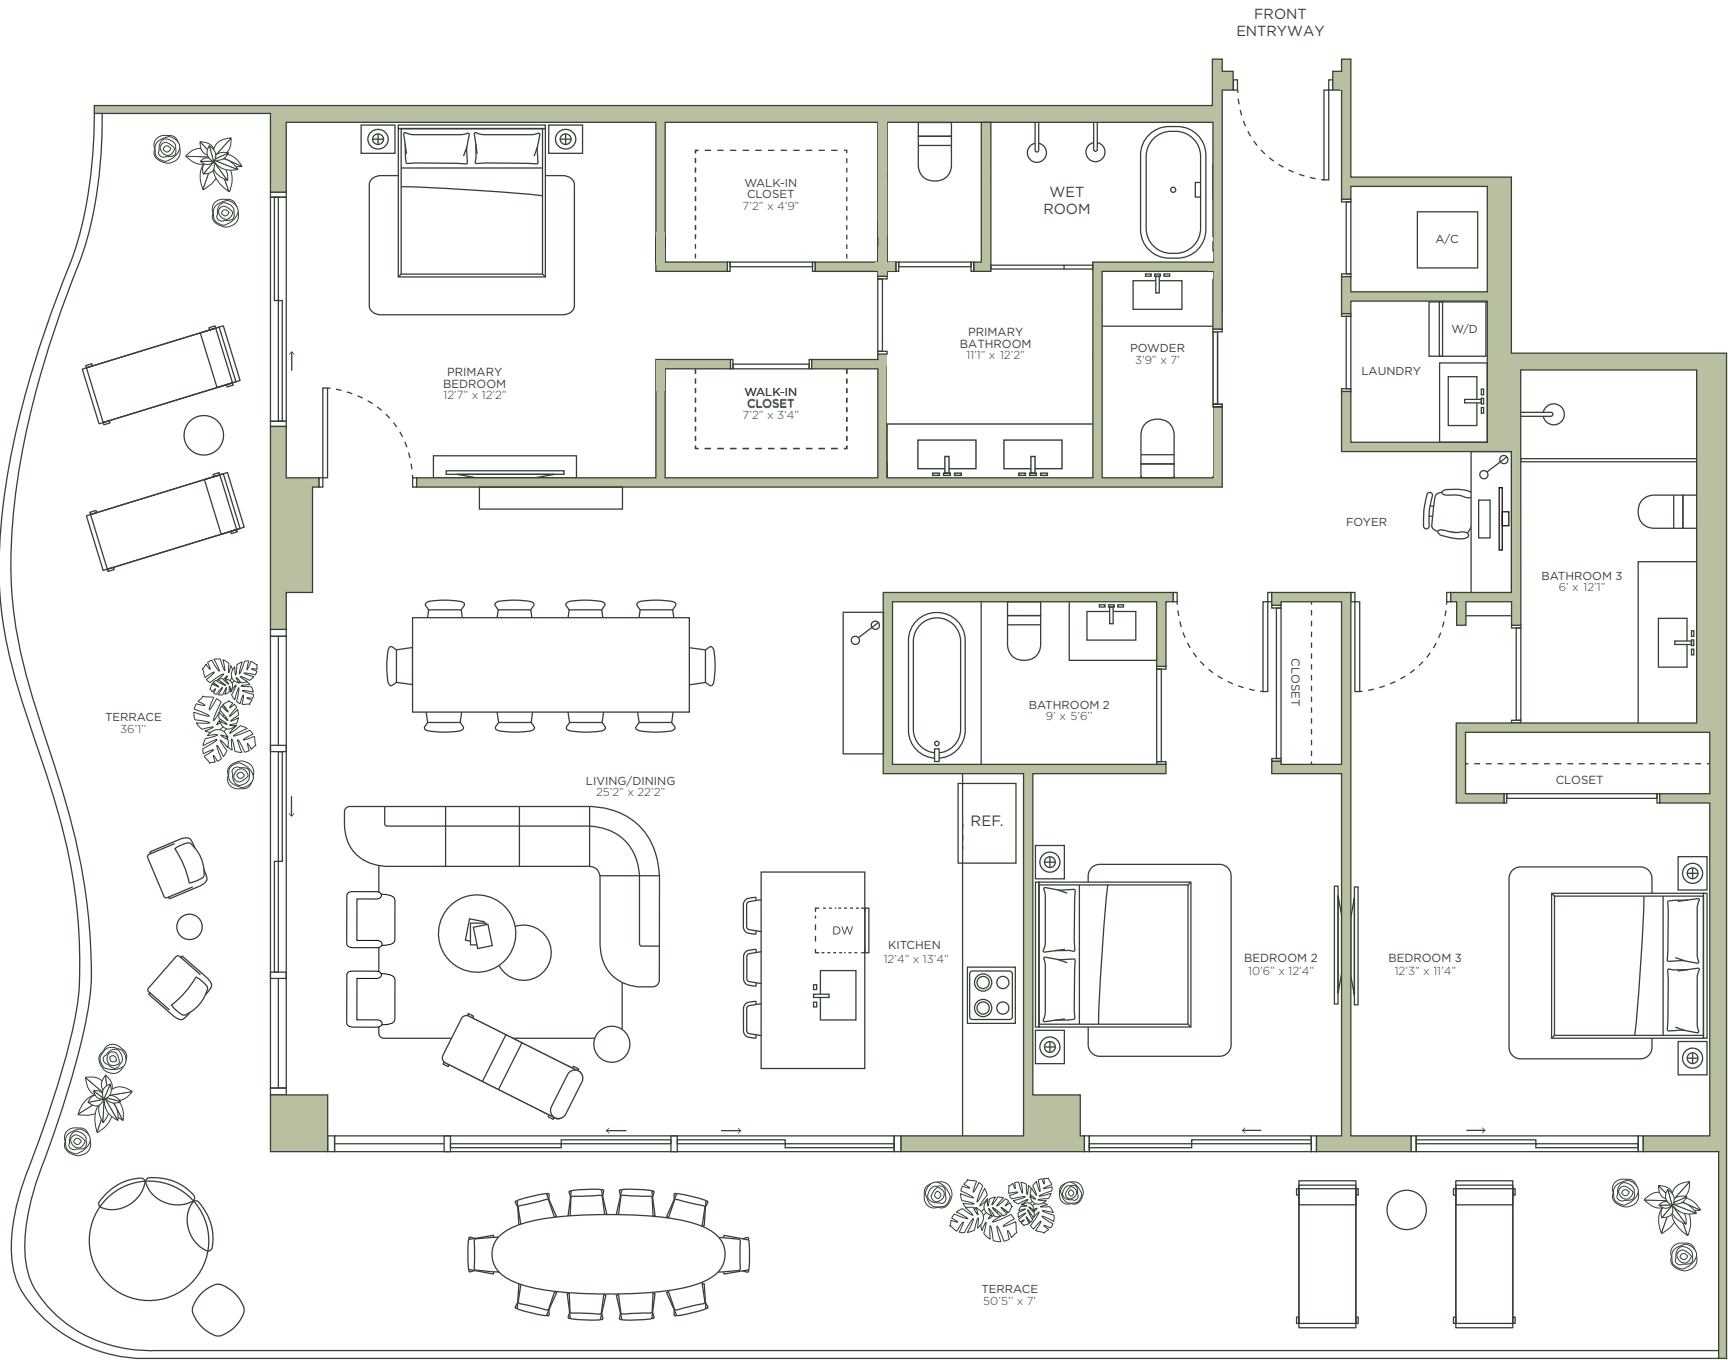 FRONT
ENTRYWAY
WALK-IN
CLOSET
7'2" x 4'9"
WET
ROOM
A/C
W/D
LAUNDRY
PRIMARY
BATHROOM
11'1" x 12'2"
POWDER
3'9" x 7'
PRIMARY
BEDROOM
12'7" x 12'2"
WALK-IN
CLOSET
7'2" x 3'4"
FOYER
BATHROOM 3
6' x 12'1"
CLOSET
BATHROOM 2
9' x 5'6"
TERRACE
36'1"
LIVING/DINING
25'2" x 22'2"
CLOSET
REF.
DW
KITCHEN
12'4" x 13'4"
BEDROOM 2
10'6" x 12'4"
BEDROOM 3
12'3" x 11'4"
TERRACE
50'5" x 7'